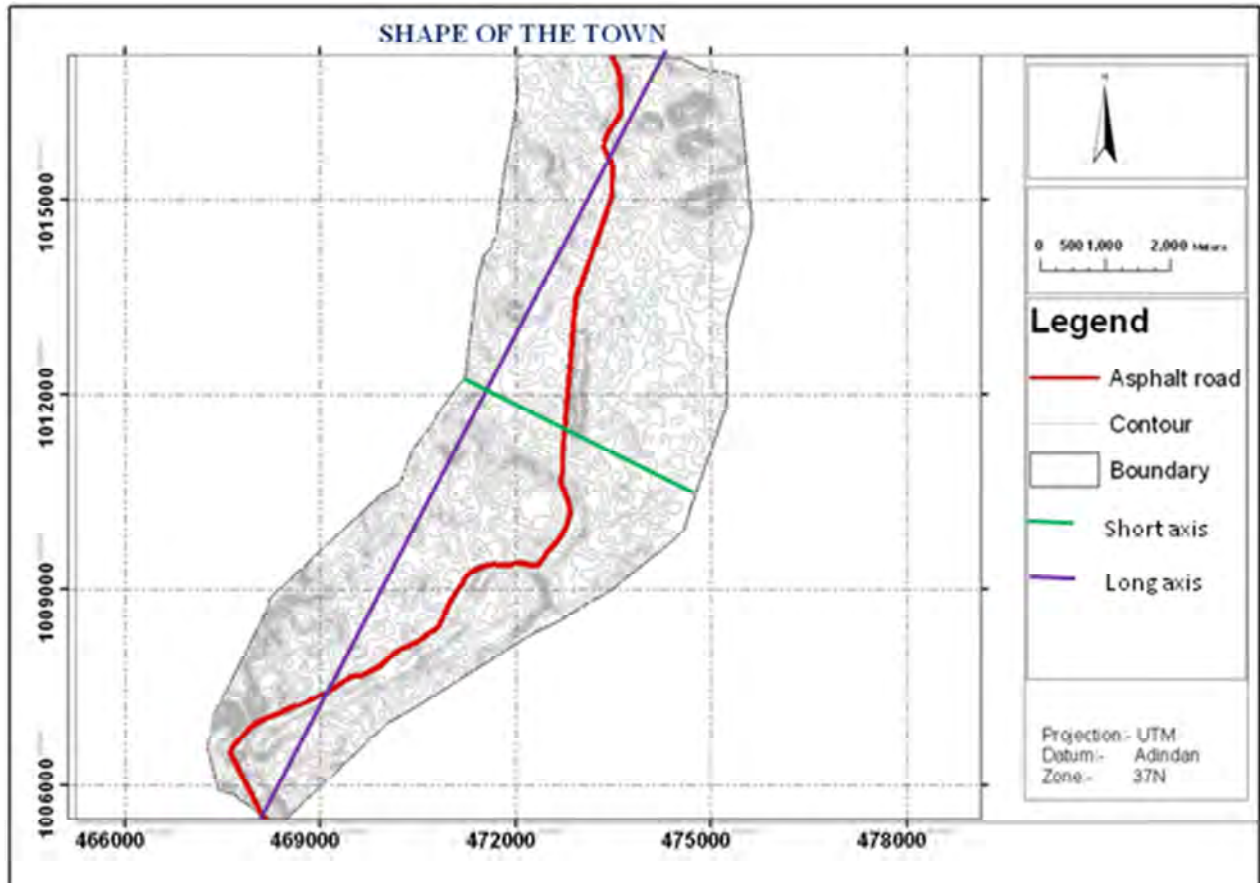 SHAPE OF THE TOWN
N
1015000
1012000
1009000
1006000
466000 469000 472000 475000 478000
0 500 1,000 2,000 Meters
Legend
Asphalt road
Contour
Boundary
Short axis
Long axis
Projection:- UTM
Datum:- Adindan
Zone:- 37N